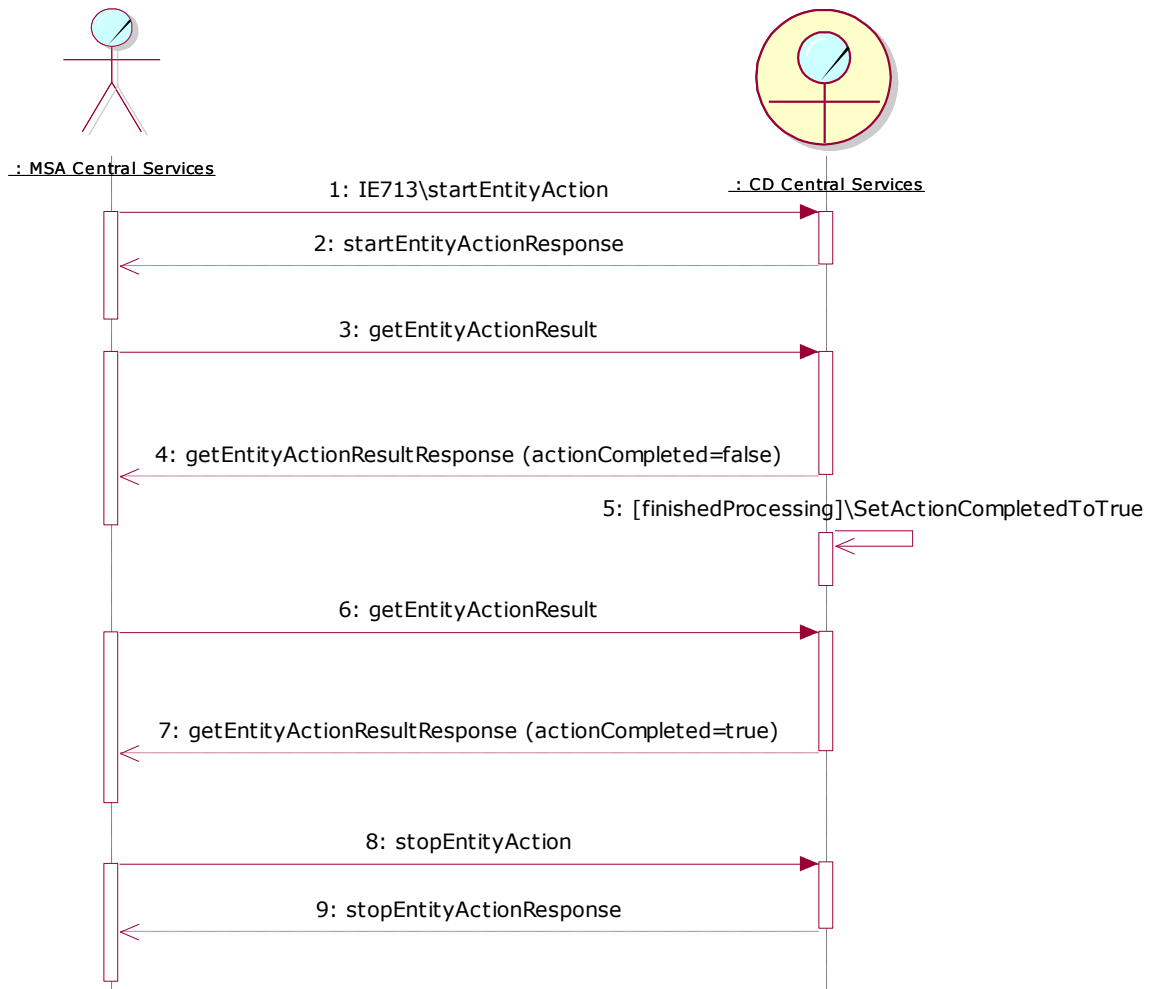 : MSA Central Services
: CD Central Services
1: IE713\startEntityAction
2: startEntityActionResponse
3: getEntityActionResult
4: getEntityActionResultResponse (actionCompleted=false)
5: [finishedProcessing]\SetActionCompletedToTrue
6: getEntityActionResult
7: getEntityActionResultResponse (actionCompleted=true)
8: stopEntityAction
9: stopEntityActionResponse